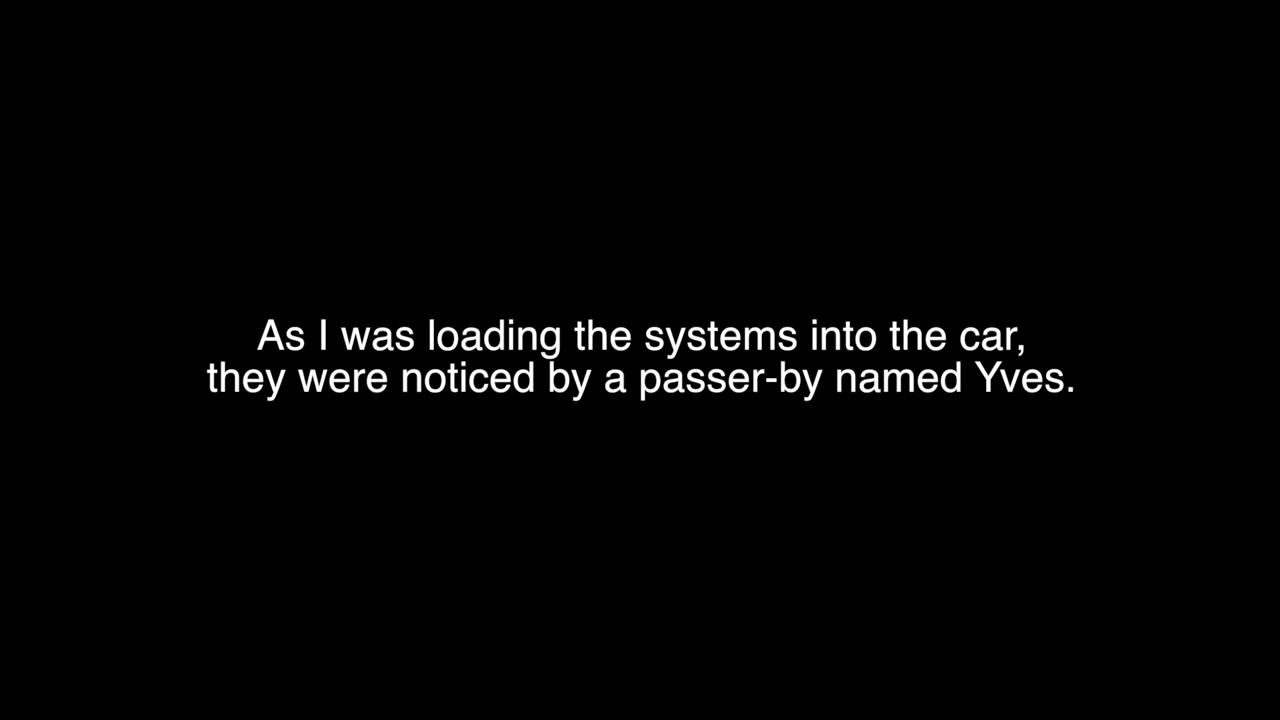 As I was loading the systems into the car,
they were noticed by a passer-by named Yves.